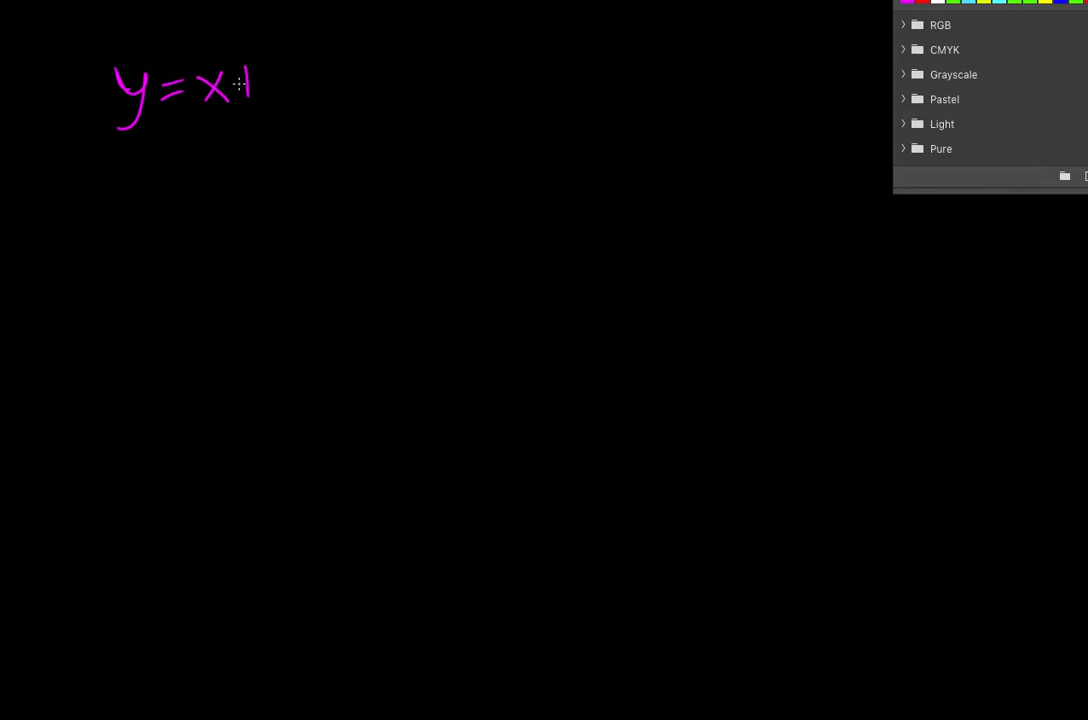 y = x
RGB
CMYK
Grayscale
Pastel
Light
Pure